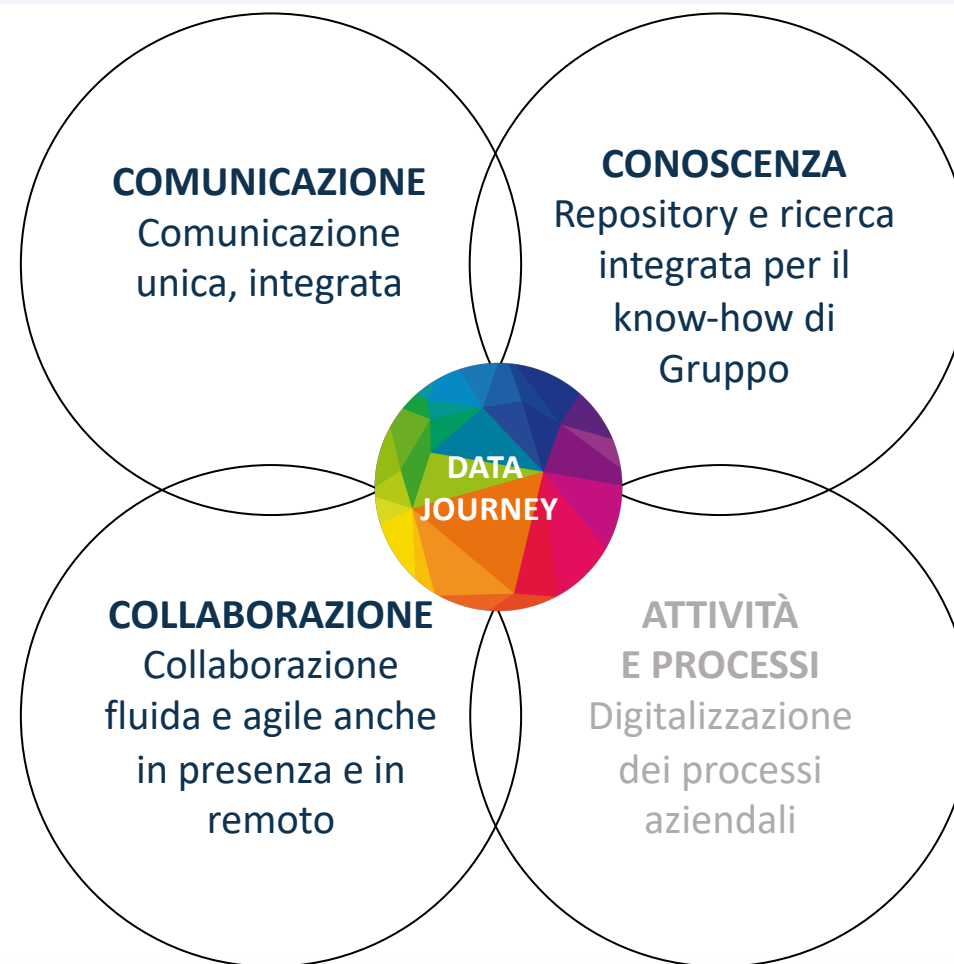 COMUNICAZIONE
Comunicazione
unica, integrata
CONOSCENZA
Repository e ricerca
integrata per il
know-how di
Gruppo
DATA
JOURNEY
COLLABORAZIONE
Collaborazione
fluida e agile anche
in presenza e in
remoto
ATTIVITÀ
E PROCESSI
Digitalizzazione
dei processi
aziendali